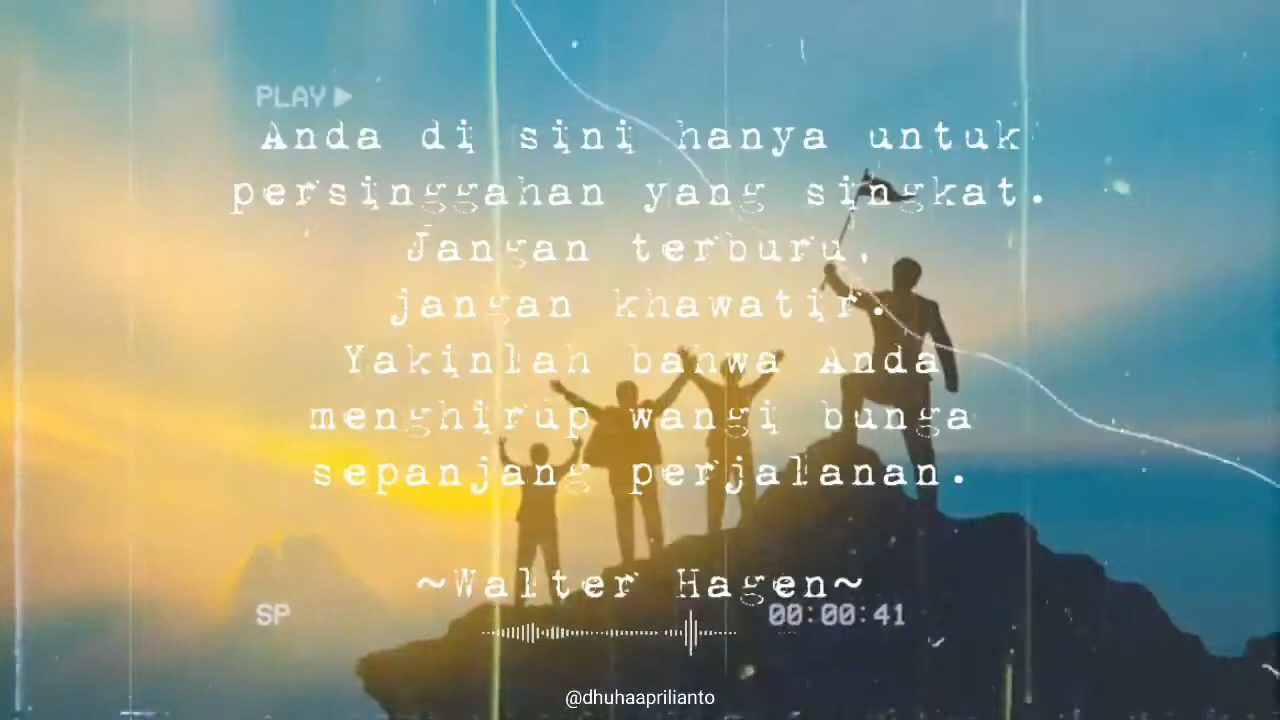 PLAY
Anda di sini hanya untuk
persinggahan yang singkat.
Jangan terburu,
jangan khawatir.
Yakinlah bahwa Anda
menghirup wangi bunga
sepanjang perjalanan.
~Walter Hagen~
SP 00:00:41
@dhuhaaprilianto